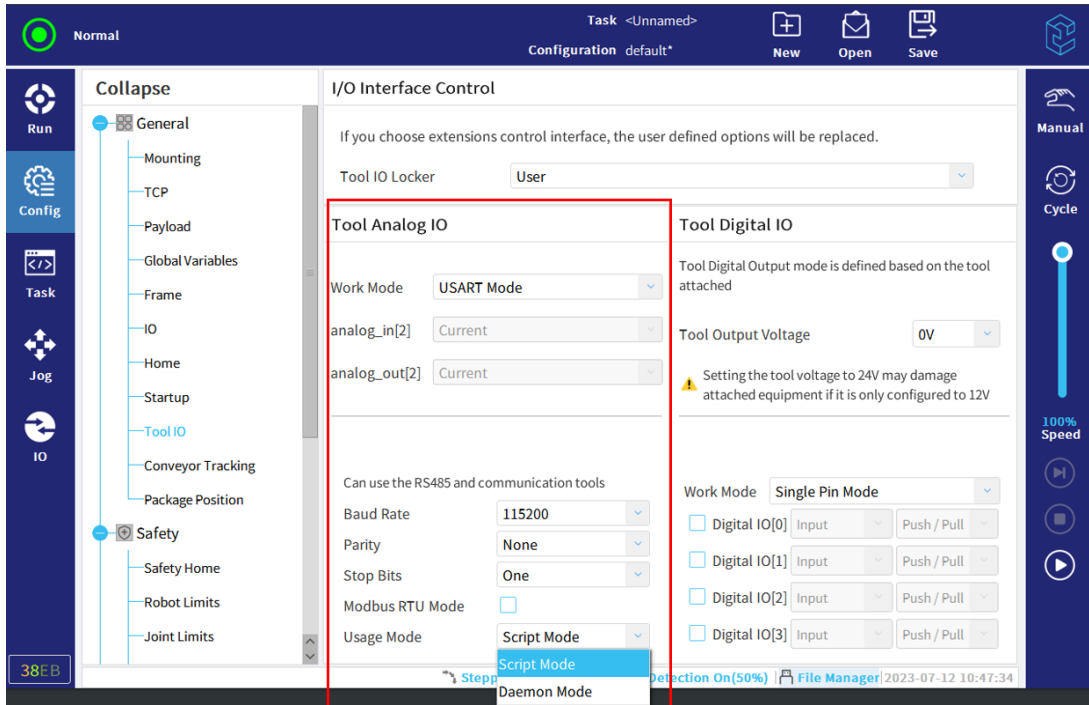 Normal
Task <Unnamed>
Configuration default*
New
Open
Save
Run
Config
Task
Jog
IO
38EB
Collapse
General
Mounting
TCP
Payload
Global Variables
Frame
IO
Home
Startup
Tool IO
Conveyor Tracking
Package Position
Safety
Safety Home
Robot Limits
Joint Limits
I/O Interface Control
If you choose extensions control interface, the user defined options will be replaced.
Tool IO Locker User
Tool Analog IO
Work Mode USART Mode
analog_in[2] Current
analog_out[2] Current
Can use the RS485 and communication tools
Baud Rate 115200
Parity None
Stop Bits One
Modbus RTU Mode
Usage Mode Script Mode
Script Mode
Daemon Mode
Tool Digital IO
Tool Digital Output mode is defined based on the tool
attached
Tool Output Voltage 0V
Setting the tool voltage to 24V may damage
attached equipment if it is only configured to 12V
Work Mode Single Pin Mode
Digital IO[0] Input Push / Pull
Digital IO[1] Input Push / Pull
Digital IO[2] Input Push / Pull
Digital IO[3] Input Push / Pull
On(50%) File Manager 2023-07-12 10:47:34
Manual
Cycle
100%
Speed